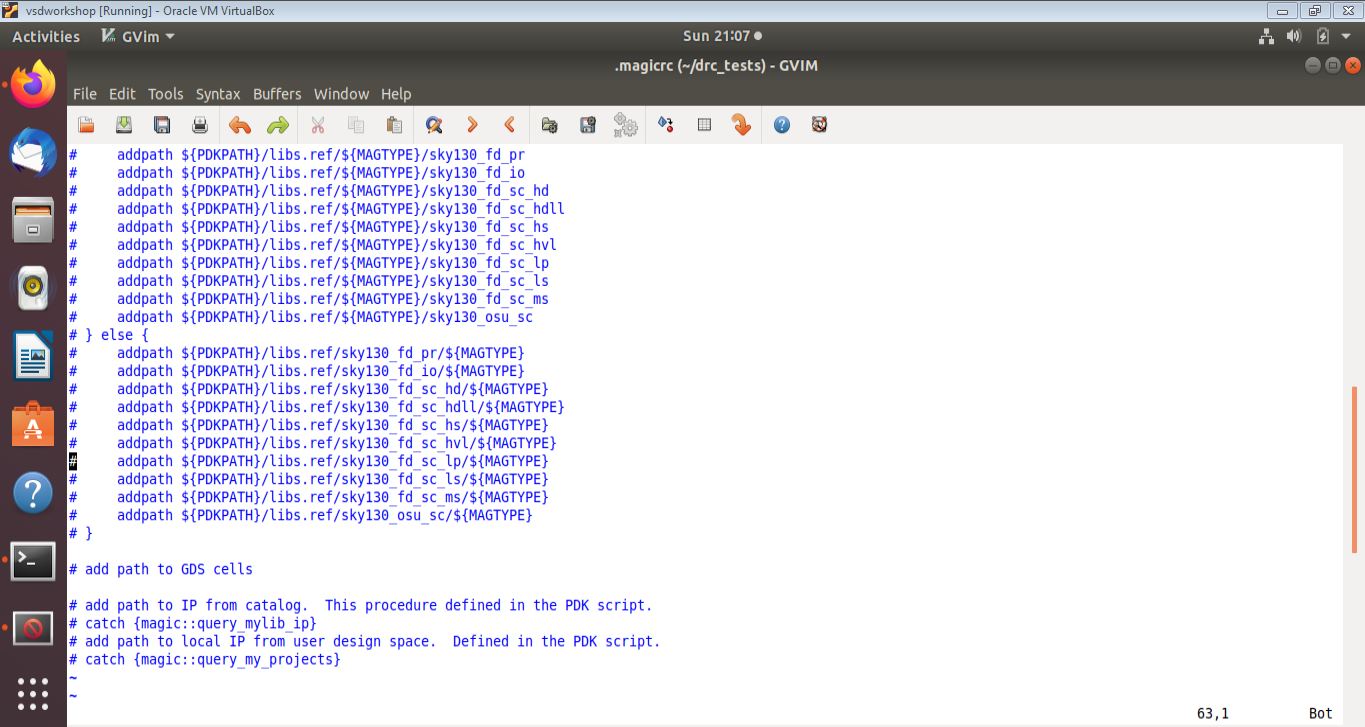 vsdworkshop [Running] - Oracle VM VirtualBox
Activities GVim Sun 21:07
.magicrc (~/drc_tests) - GVIM
File Edit Tools Syntax Buffers Window Help
#     addpath ${PDKPATH}/libs.ref/${MAGTYPE}/sky130_fd_pr
#     addpath ${PDKPATH}/libs.ref/${MAGTYPE}/sky130_fd_io
#     addpath ${PDKPATH}/libs.ref/${MAGTYPE}/sky130_fd_sc_hd
#     addpath ${PDKPATH}/libs.ref/${MAGTYPE}/sky130_fd_sc_hdll
#     addpath ${PDKPATH}/libs.ref/${MAGTYPE}/sky130_fd_sc_hs
#     addpath ${PDKPATH}/libs.ref/${MAGTYPE}/sky130_fd_sc_hvl
#     addpath ${PDKPATH}/libs.ref/${MAGTYPE}/sky130_fd_sc_lp
#     addpath ${PDKPATH}/libs.ref/${MAGTYPE}/sky130_fd_sc_ls
#     addpath ${PDKPATH}/libs.ref/${MAGTYPE}/sky130_fd_sc_ms
#     addpath ${PDKPATH}/libs.ref/${MAGTYPE}/sky130_osu_sc
# } else {
#     addpath ${PDKPATH}/libs.ref/sky130_fd_pr/${MAGTYPE}
#     addpath ${PDKPATH}/libs.ref/sky130_fd_io/${MAGTYPE}
#     addpath ${PDKPATH}/libs.ref/sky130_fd_sc_hd/${MAGTYPE}
#     addpath ${PDKPATH}/libs.ref/sky130_fd_sc_hdll/${MAGTYPE}
#     addpath ${PDKPATH}/libs.ref/sky130_fd_sc_hs/${MAGTYPE}
#     addpath ${PDKPATH}/libs.ref/sky130_fd_sc_hvl/${MAGTYPE}
#     addpath ${PDKPATH}/libs.ref/sky130_fd_sc_lp/${MAGTYPE}
#     addpath ${PDKPATH}/libs.ref/sky130_fd_sc_ls/${MAGTYPE}
#     addpath ${PDKPATH}/libs.ref/sky130_fd_sc_ms/${MAGTYPE}
#     addpath ${PDKPATH}/libs.ref/sky130_osu_sc/${MAGTYPE}
# }
# add path to GDS cells
# add path to IP from catalog.  This procedure defined in the PDK script.
# catch {magic::query_mylib_ip}
# add path to local IP from user design space.  Defined in the PDK script.
# catch {magic::query_my_projects}
~
~
63,1 Bot